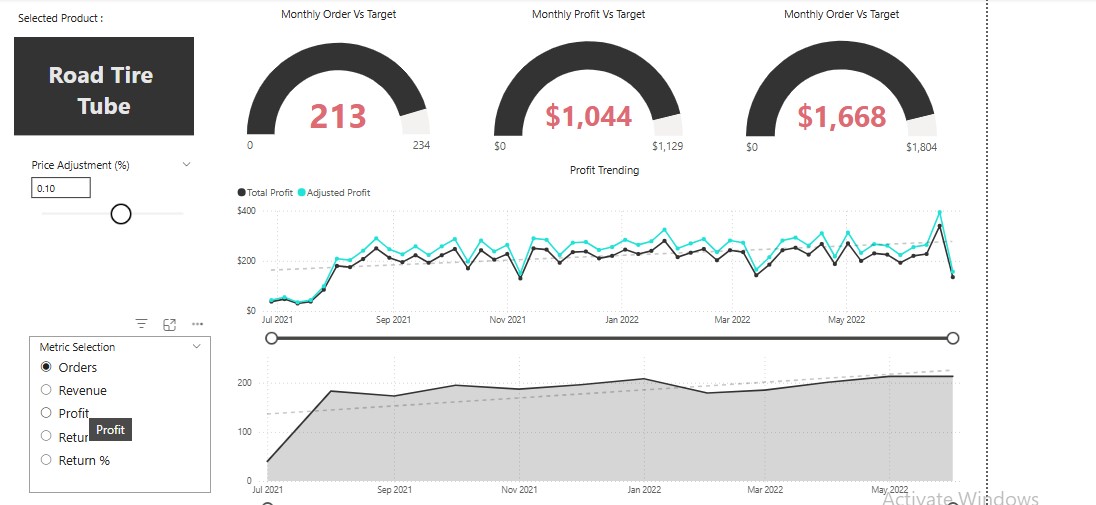 Selected Product :
Road Tire
Tube
Price Adjustment (%)
0.10
Metric Selection
Orders
Revenue
Profit
Retur
Profit
Return %
Monthly Order Vs Target
213
0
234
Monthly Profit Vs Target
$1,044
$0
$1,129
Monthly Order Vs Target
$1,668
$0
$1,804
Profit Trending
Total Profit Adjusted Profit
$400
$200
$0
Jul 2021 Sep 2021 Nov 2021 Jan 2022 Mar 2022 May 2022
200
100
0
Jul 2021 Sep 2021 Nov 2021 Jan 2022 Mar 2022 May 2022
Activate Windows